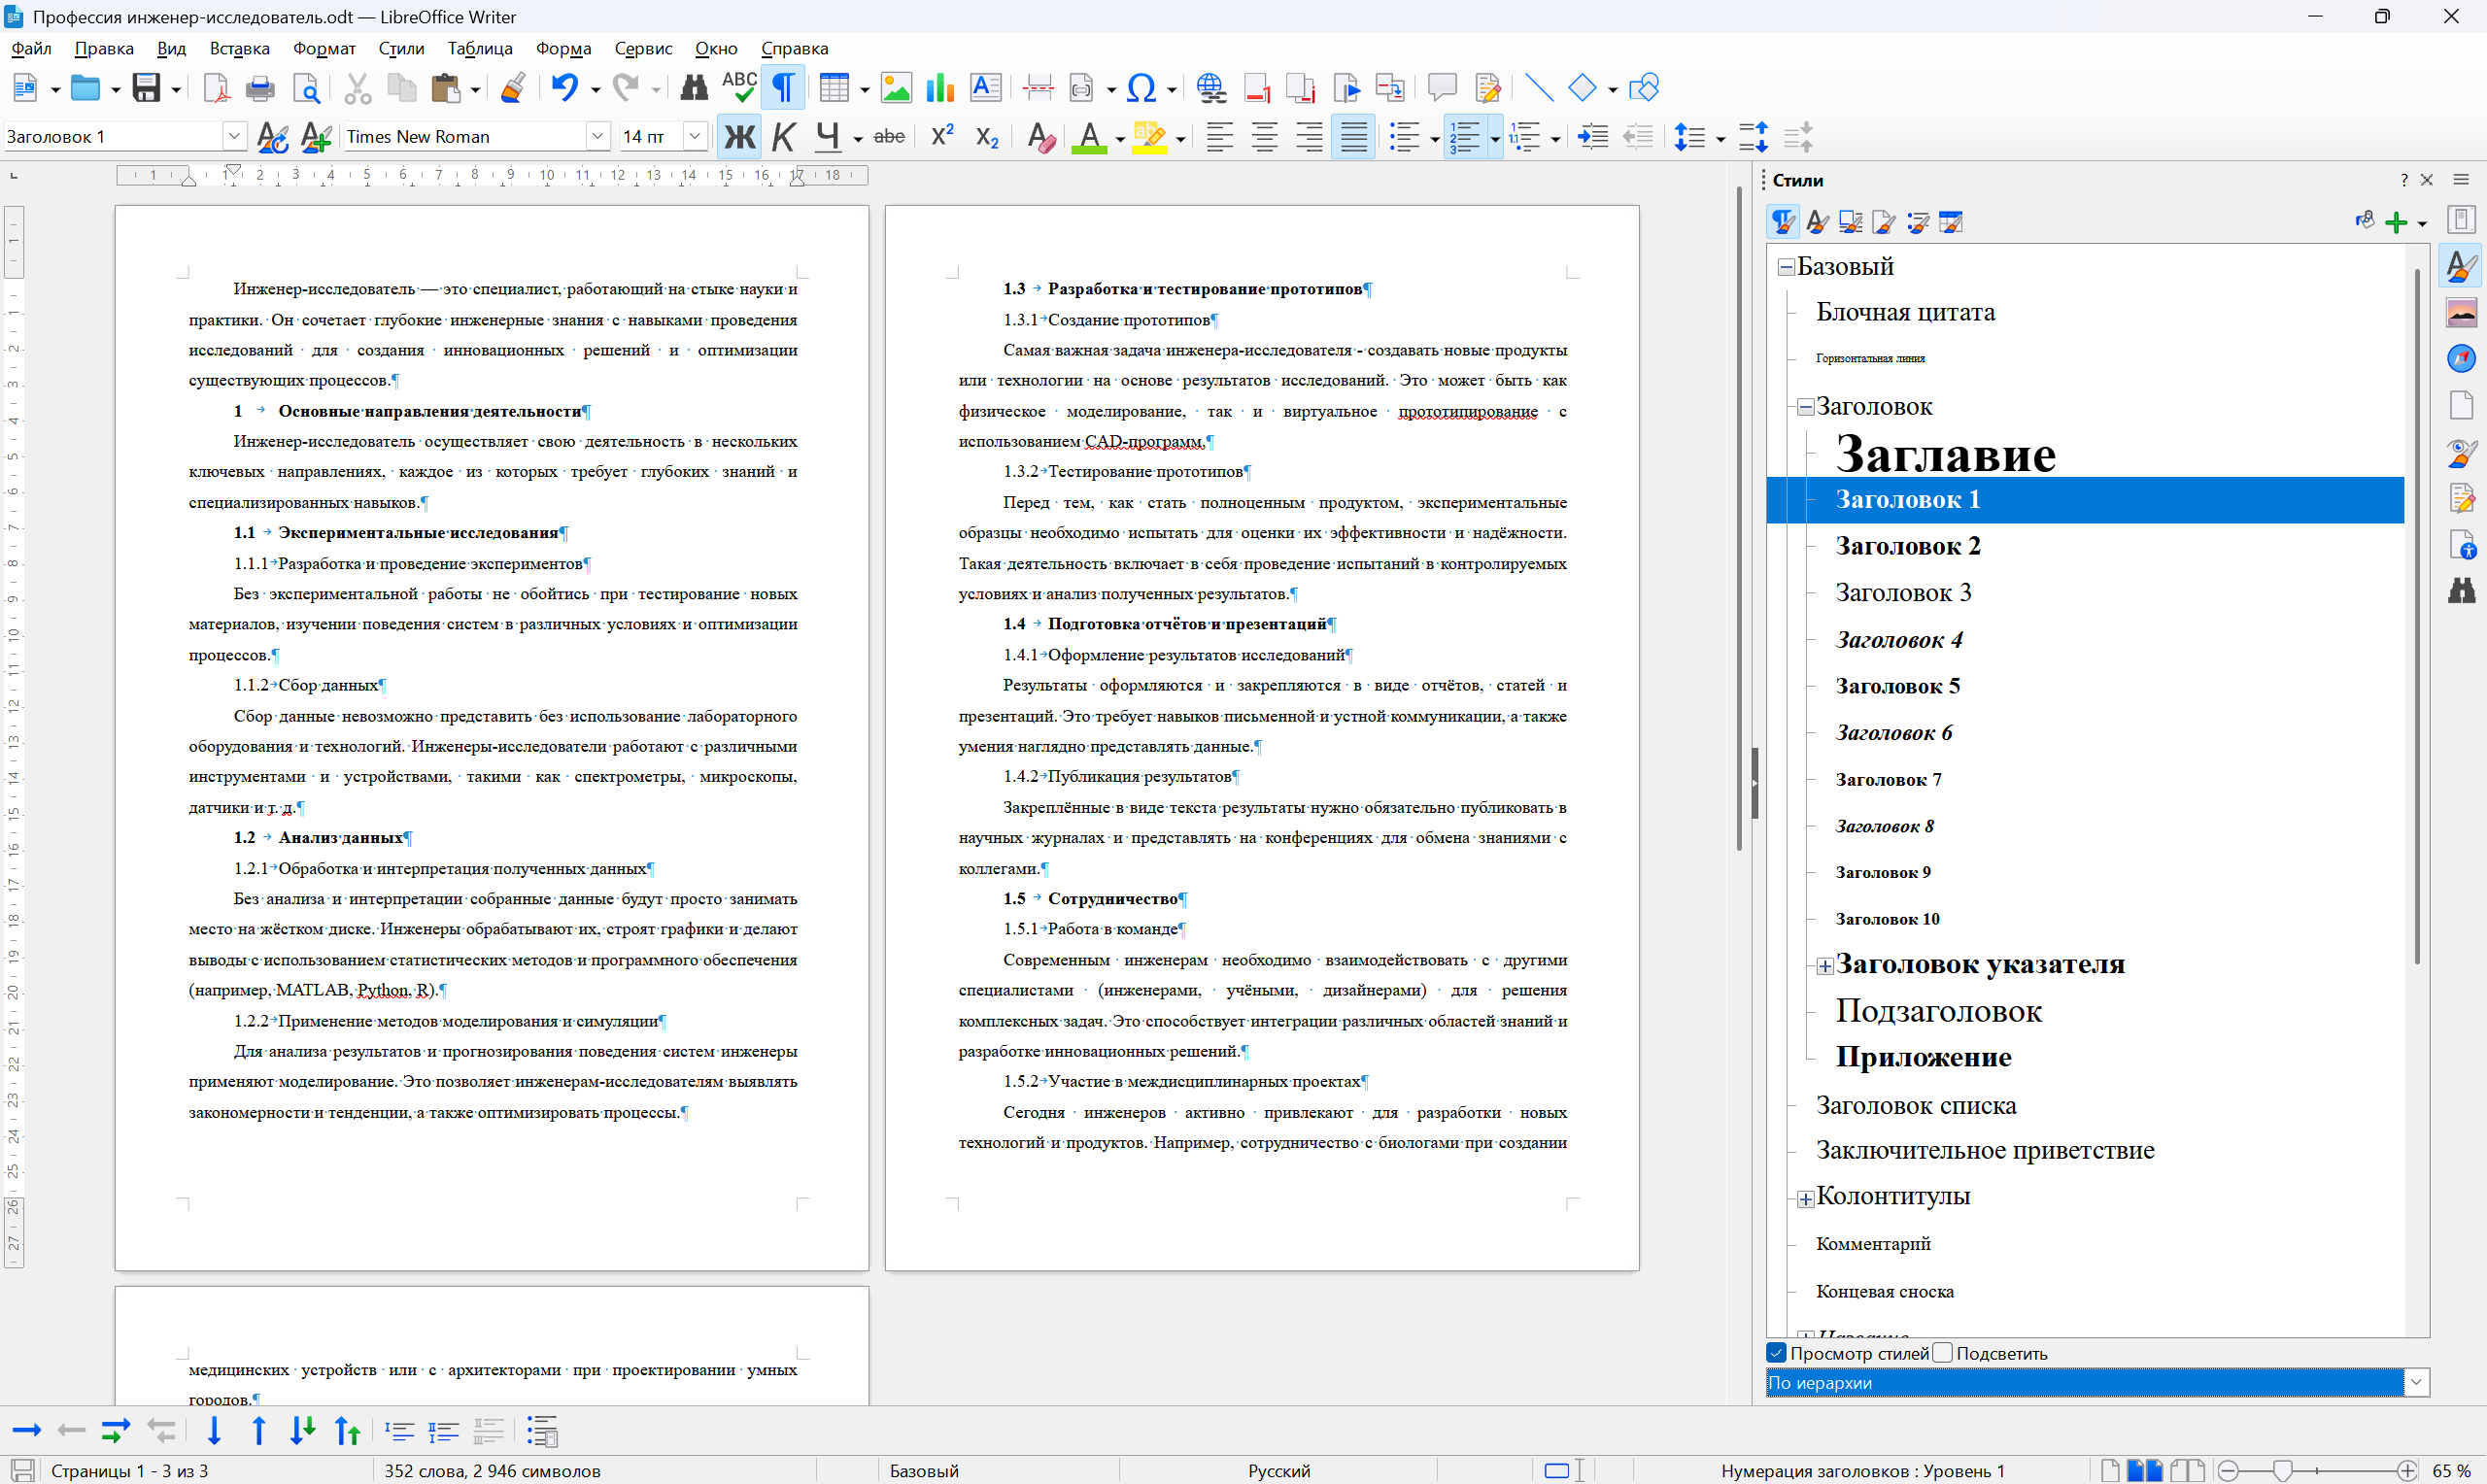 Профессия инженер-исследователь.odt — LibreOffice Writer
Файл Правка Вид Вставка Формат Стили Таблица Форма Сервис Окно Справка
Заголовок 1 Times New Roman 14 пт
Инженер-исследователь — это специалист, работающий на стыке науки и
практики. Он сочетает глубокие инженерные знания с навыками проведения
исследований для создания инновационных решений и оптимизации
существующих процессов.¶
1 → Основные направления деятельности¶
Инженер-исследователь осуществляет свою деятельность в нескольких
ключевых направлениях, каждое из которых требует глубоких знаний и
специализированных навыков.¶
1.1 → Экспериментальные исследования¶
1.1.1→Разработка и проведение экспериментов¶
Без экспериментальной работы не обойтись при тестирование новых
материалов, изучении поведения систем в различных условиях и оптимизации
процессов.¶
1.1.2→Сбор данных¶
Сбор данные невозможно представить без использование лабораторного
оборудования и технологий. Инженеры-исследователи работают с различными
инструментами и устройствами, такими как спектрометры, микроскопы,
датчики и т. д.¶
1.2 → Анализ данных¶
1.2.1→Обработка и интерпретация полученных данных¶
Без анализа и интерпретации собранные данные будут просто занимать
место на жёстком диске. Инженеры обрабатывают их, строят графики и делают
выводы с использованием статистических методов и программного обеспечения
(например, MATLAB, Python, R).¶
1.2.2→Применение методов моделирования и симуляции¶
Для анализа результатов и прогнозирования поведения систем инженеры
применяют моделирование. Это позволяет инженерам-исследователям выявлять
закономерности и тенденции, а также оптимизировать процессы.¶
1.3 → Разработка и тестирование прототипов¶
1.3.1→Создание прототипов¶
Самая важная задача инженера-исследователя - создавать новые продукты
или технологии на основе результатов исследований. Это может быть как
физическое моделирование, так и виртуальное прототипирование с
использованием CAD-программ.¶
1.3.2→Тестирование прототипов¶
Перед тем, как стать полноценным продуктом, экспериментальные
образцы необходимо испытать для оценки их эффективности и надёжности.
Такая деятельность включает в себя проведение испытаний в контролируемых
условиях и анализ полученных результатов.¶
1.4 → Подготовка отчётов и презентаций¶
1.4.1→Оформление результатов исследований¶
Результаты оформляются и закрепляются в виде отчётов, статей и
презентаций. Это требует навыков письменной и устной коммуникации, а также
умения наглядно представлять данные.¶
1.4.2→Публикация результатов¶
Закреплённые в виде текста результаты нужно обязательно публиковать в
научных журналах и представлять на конференциях для обмена знаниями с
коллегами.¶
1.5 → Сотрудничество¶
1.5.1→Работа в команде¶
Современным инженерам необходимо взаимодействовать с другими
специалистами (инженерами, учёными, дизайнерами) для решения
комплексных задач. Это способствует интеграции различных областей знаний и
разработке инновационных решений.¶
1.5.2→Участие в междисциплинарных проектах¶
Сегодня инженеров активно привлекают для разработки новых
технологий и продуктов. Например, сотрудничество с биологами при создании
медицинских устройств или с архитекторами при проектировании умных
городов.¶
Стили
Базовый
Блочная цитата
Горизонтальная линия
Заголовок
Заглавие
Заголовок 1
Заголовок 2
Заголовок 3
Заголовок 4
Заголовок 5
Заголовок 6
Заголовок 7
Заголовок 8
Заголовок 9
Заголовок 10
Заголовок указателя
Подзаголовок
Приложение
Заголовок списка
Заключительное приветствие
Колонтитулы
Комментарий
Концевая сноска
Просмотр стилей Подсветить
По иерархии
Страницы 1 - 3 из 3 352 слова, 2 946 символов Базовый Русский Нумерация заголовков : Уровень 1 65 %